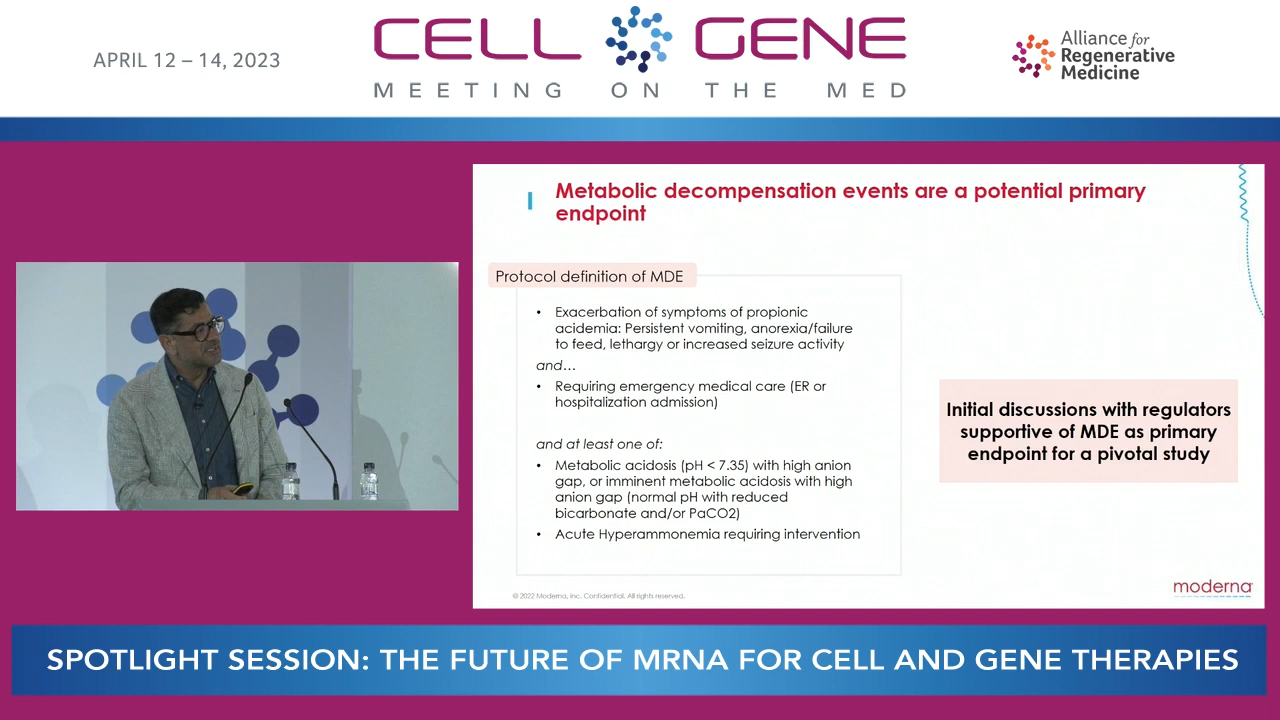 APRIL 12 – 14, 2023
CELL GENE
MEETING ON THE MED
Alliance for
Regenerative
Medicine
Metabolic decompensation events are a potential primary
endpoint
Protocol definition of MDE
• Exacerbation of symptoms of propionic
acidemia: Persistent vomiting, anorexia/failure
to feed, lethargy or increased seizure activity
and…
• Requiring emergency medical care (ER or
hospitalization admission)
and at least one of:
• Metabolic acidosis (pH < 7.35) with high anion
gap, or imminent metabolic acidosis with high
anion gap (normal pH with reduced
bicarbonate and/or PaCO2)
• Acute Hyperammonemia requiring intervention
Initial discussions with regulators
supportive of MDE as primary
endpoint for a pivotal study
© 2022 Moderna, Inc. Confidential. All rights reserved.
moderna
SPOTLIGHT SESSION: THE FUTURE OF MRNA FOR CELL AND GENE THERAPIES